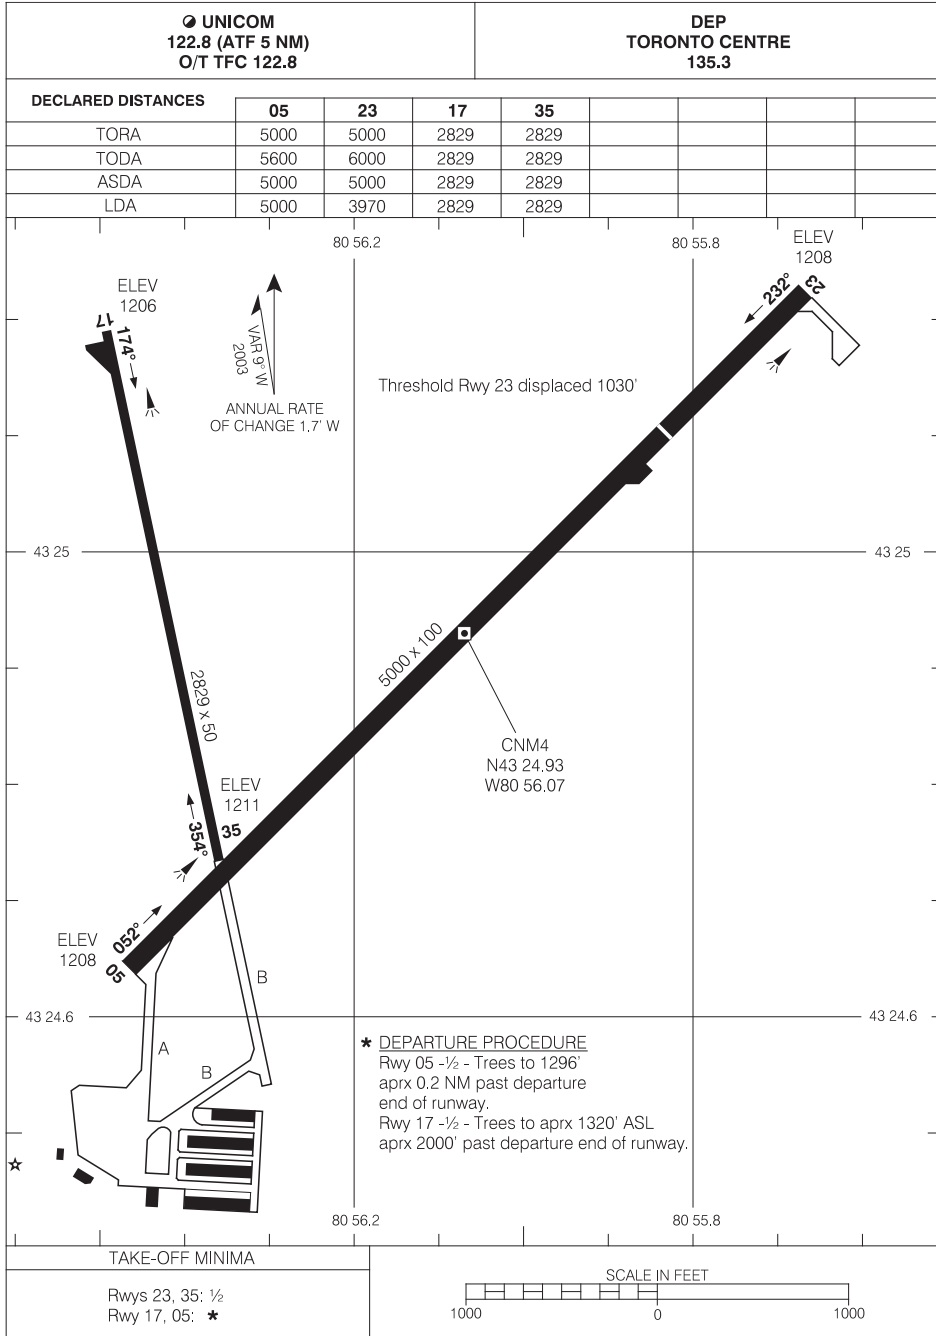 UNICOM
122.8 (ATF 5 NM)
O/T TFC 122.8
DEP
TORONTO CENTRE
135.3
DECLARED DISTANCES
05 23 17 35
TORA 5000 5000 2829 2829
TODA 5600 6000 2829 2829
ASDA 5000 5000 2829 2829
LDA 5000 3970 2829 2829
80 56.2
80 55.8
ELEV
1208
232°
23
ELEV
1206
17
174°
VAR 9° W
2003
ANNUAL RATE
OF CHANGE 1.7' W
Threshold Rwy 23 displaced 1030'
43 25
43 25
5000 x 100
2829 x 50
CNM4
N43 24.93
W80 56.07
ELEV
1211
35
354°
ELEV
1208
052°
05
B
43 24.6
43 24.6
A
B
* DEPARTURE PROCEDURE
Rwy 05 -½ - Trees to 1296'
aprx 0.2 NM past departure
end of runway.
Rwy 17 -½ - Trees to aprx 1320' ASL
aprx 2000' past departure end of runway.
80 56.2
80 55.8
TAKE-OFF MINIMA
Rwys 23, 35: ½
Rwy 17, 05: *
SCALE IN FEET
1000 0 1000